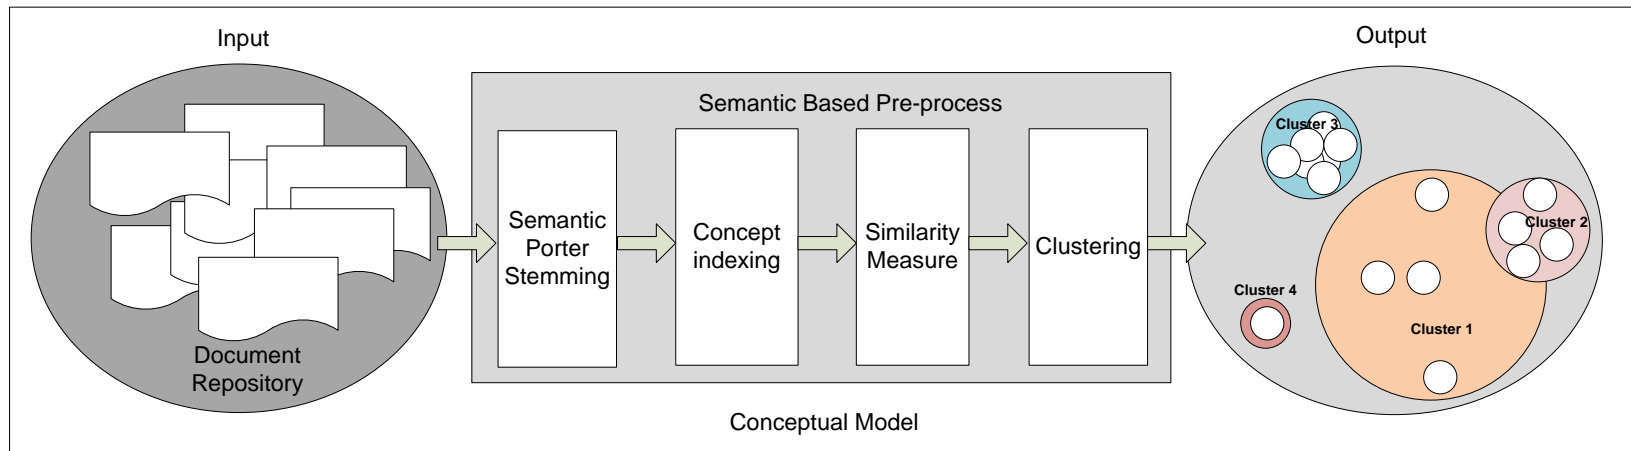 Input
Output
Semantic Based Pre-process
Semantic
Porter
Stemming
Concept
indexing
Similarity
Measure
Clustering
Document
Repository
Cluster 3
Cluster 2
Cluster 4
Cluster 1
Conceptual Model